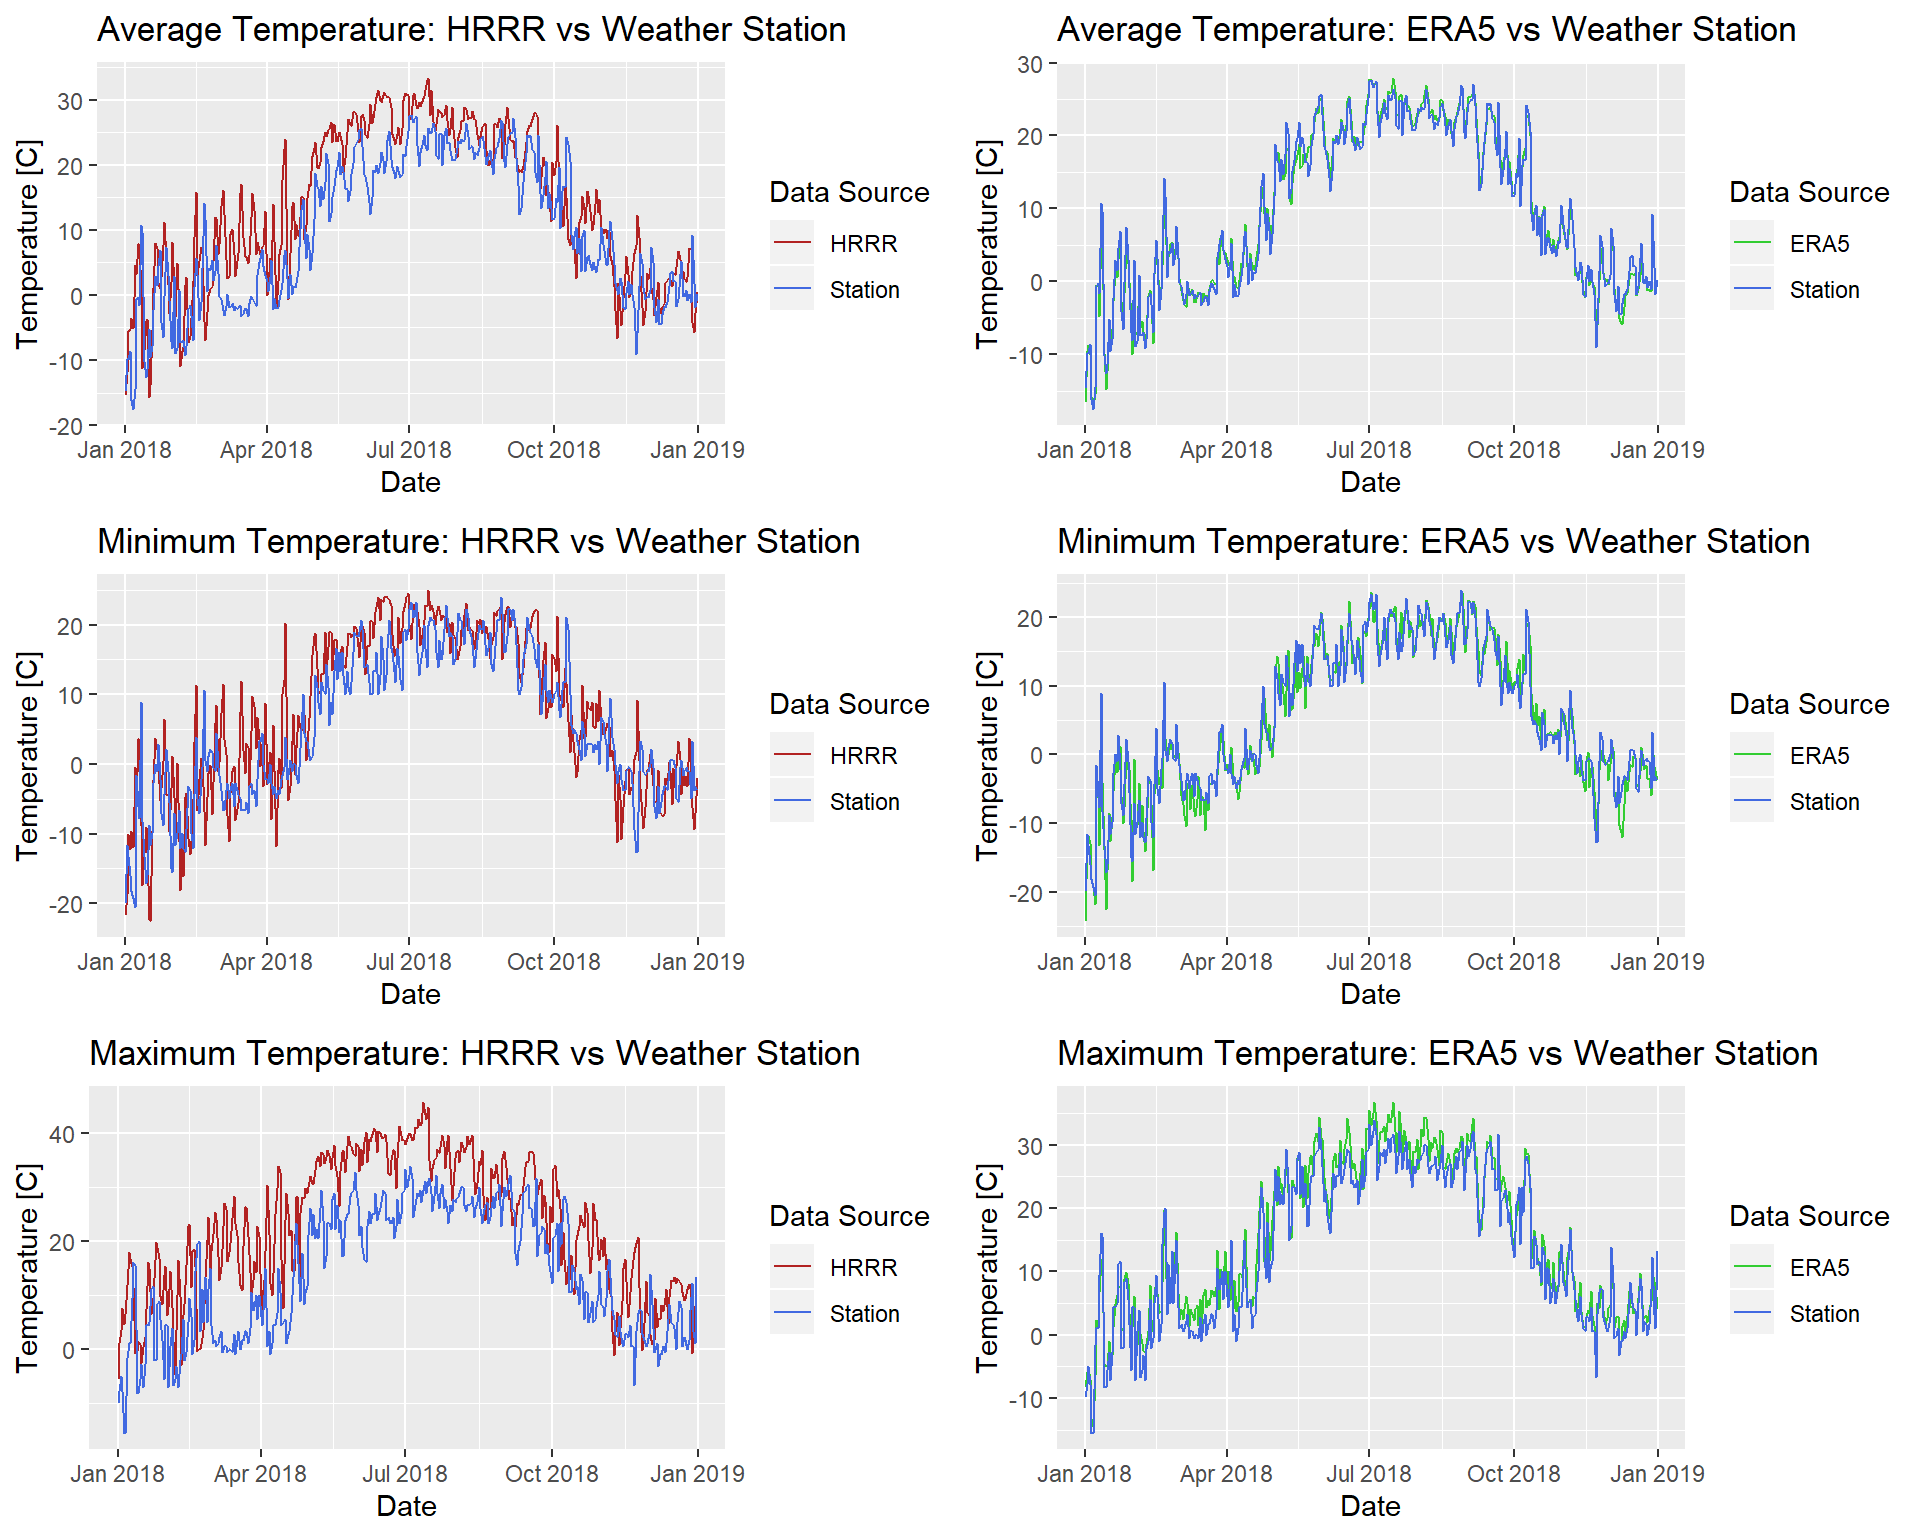 Average Temperature: HRRR vs Weather Station
Temperature [C]
30
20
10
0
-10
-20
Jan 2018 Apr 2018 Jul 2018 Oct 2018 Jan 2019
Date
Data Source
HRRR
Station
Average Temperature: ERA5 vs Weather Station
Temperature [C]
30
20
10
0
-10
Jan 2018 Apr 2018 Jul 2018 Oct 2018 Jan 2019
Date
Data Source
ERA5
Station
Minimum Temperature: HRRR vs Weather Station
Temperature [C]
20
10
0
-10
-20
Jan 2018 Apr 2018 Jul 2018 Oct 2018 Jan 2019
Date
Data Source
HRRR
Station
Minimum Temperature: ERA5 vs Weather Station
Temperature [C]
20
10
0
-10
-20
Jan 2018 Apr 2018 Jul 2018 Oct 2018 Jan 2019
Date
Data Source
ERA5
Station
Maximum Temperature: HRRR vs Weather Station
Temperature [C]
40
20
0
Jan 2018 Apr 2018 Jul 2018 Oct 2018 Jan 2019
Date
Data Source
HRRR
Station
Maximum Temperature: ERA5 vs Weather Station
Temperature [C]
30
20
10
0
-10
Jan 2018 Apr 2018 Jul 2018 Oct 2018 Jan 2019
Date
Data Source
ERA5
Station